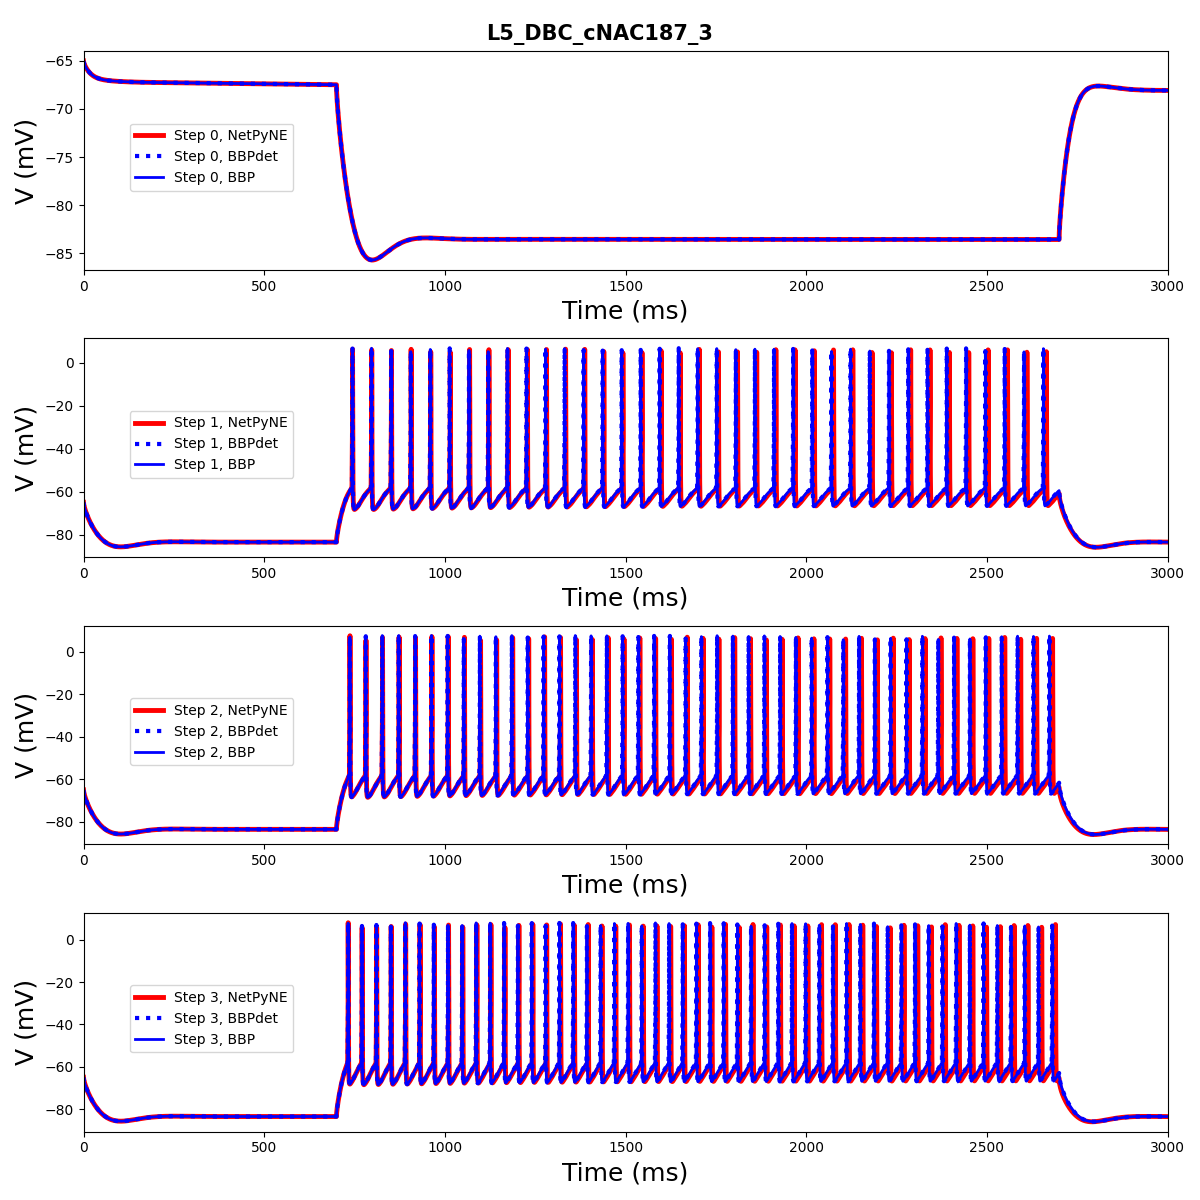 L5_DBC_cNAC187_3
−65
−70
−75
−80
−85
V (mV)
Step 0, NetPyNE
Step 0, BBPdet
Step 0, BBP
0 500 1000 1500 2000 2500 3000
Time (ms)
0
−20
−40
−60
−80
V (mV)
Step 1, NetPyNE
Step 1, BBPdet
Step 1, BBP
0 500 1000 1500 2000 2500 3000
Time (ms)
0
−20
−40
−60
−80
V (mV)
Step 2, NetPyNE
Step 2, BBPdet
Step 2, BBP
0 500 1000 1500 2000 2500 3000
Time (ms)
0
−20
−40
−60
−80
V (mV)
Step 3, NetPyNE
Step 3, BBPdet
Step 3, BBP
0 500 1000 1500 2000 2500 3000
Time (ms)